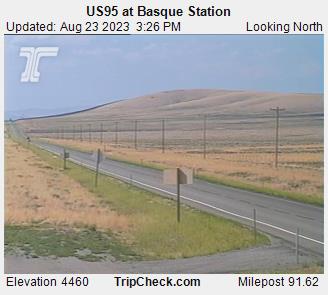 US95 at Basque Station
Updated: Aug 23 2023 3:26 PM Looking North
Elevation 4460 TripCheck.com Milepost 91.62